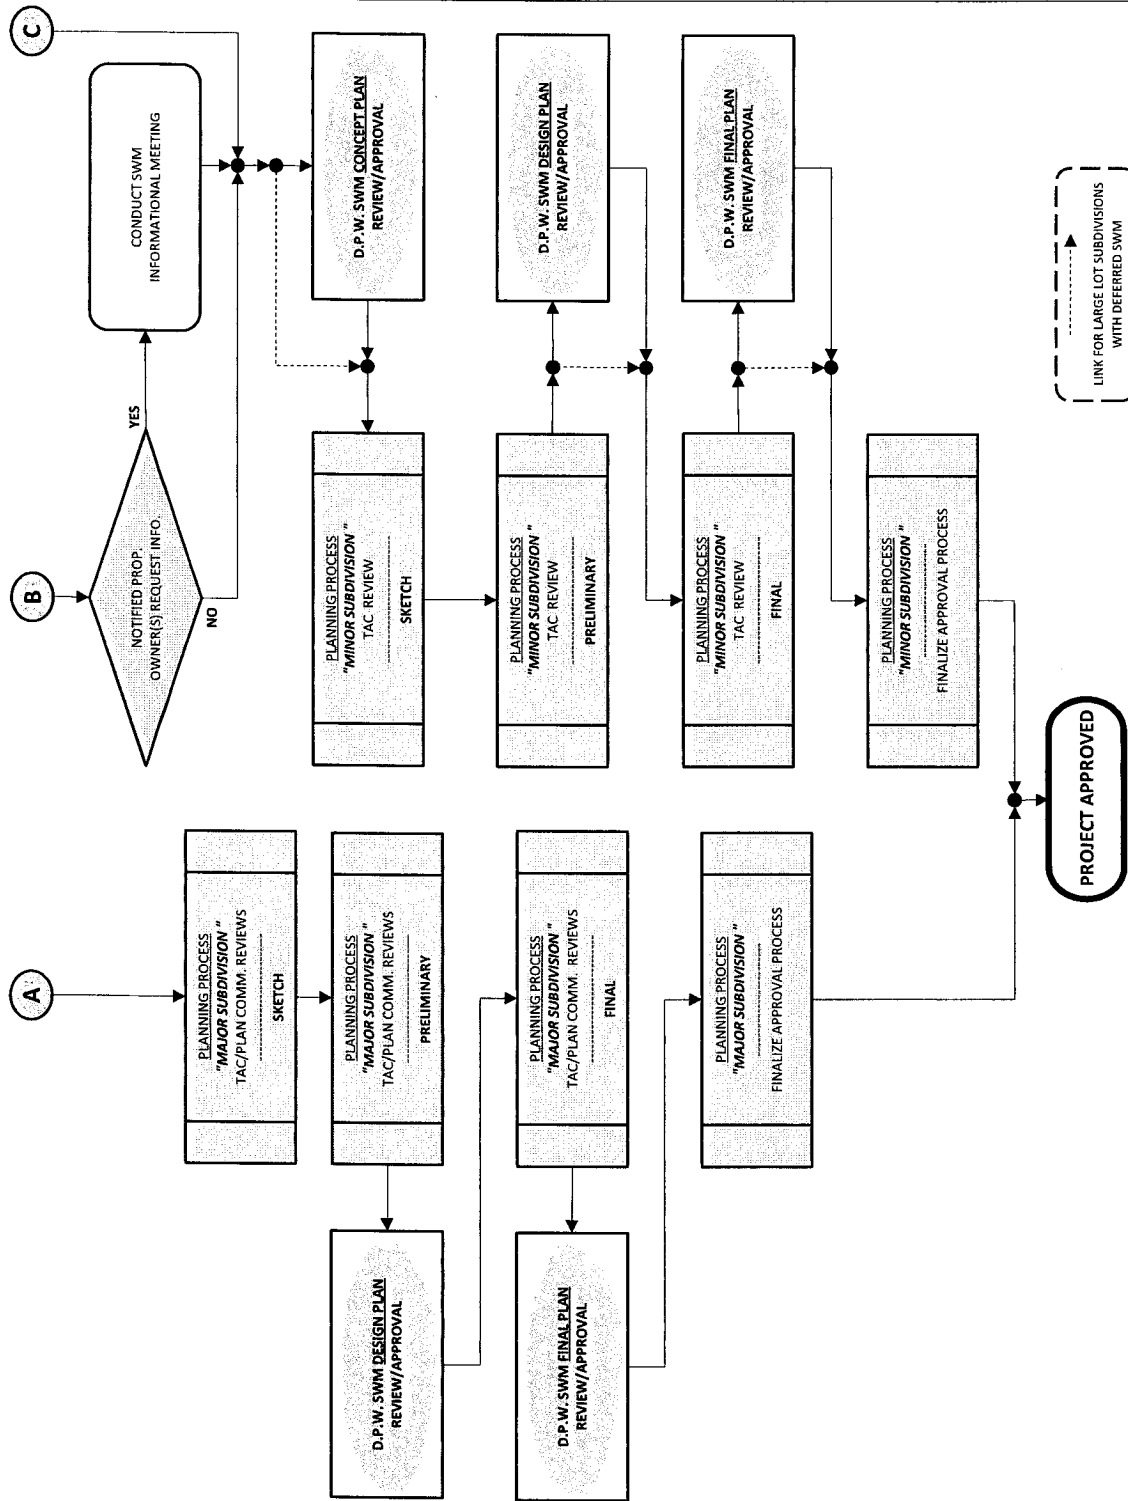 A
B
C
NOTIFIED PROP.
OWNER(S) REQUEST INFO.
YES
NO
CONDUCT SWM
INFORMATIONAL MEETING
PLANNING PROCESS
"MAJOR SUBDIVISION"
TAC/PLAN COMM. REVIEWS
SKETCH
PLANNING PROCESS
"MINOR SUBDIVISION"
TAC REVIEW
SKETCH
D.P.W. SWM CONCEPT PLAN
REVIEW/APPROVAL
D.P.W. SWM DESIGN PLAN
REVIEW/APPROVAL
PLANNING PROCESS
"MAJOR SUBDIVISION"
TAC/PLAN COMM. REVIEWS
PRELIMINARY
PLANNING PROCESS
"MINOR SUBDIVISION"
TAC REVIEW
PRELIMINARY
D.P.W. SWM DESIGN PLAN
REVIEW/APPROVAL
D.P.W. SWM FINAL PLAN
REVIEW/APPROVAL
PLANNING PROCESS
"MAJOR SUBDIVISION"
TAC/PLAN COMM. REVIEWS
FINAL
PLANNING PROCESS
"MINOR SUBDIVISION"
TAC REVIEW
FINAL
D.P.W. SWM FINAL PLAN
REVIEW/APPROVAL
PLANNING PROCESS
"MAJOR SUBDIVISION"
FINALIZE APPROVAL PROCESS
PLANNING PROCESS
"MINOR SUBDIVISION"
FINALIZE APPROVAL PROCESS
PROJECT APPROVED
LINK FOR LARGE LOT SUBDIVISIONS
WITH DEFERRED SWM